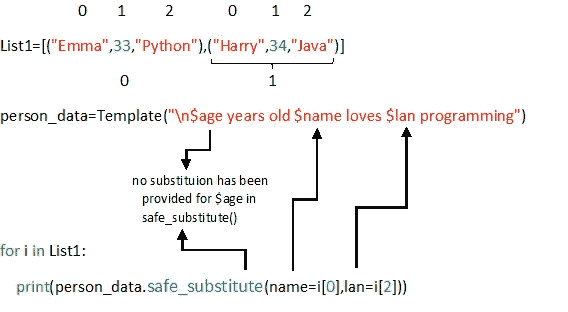 0 1 2 0 1 2
List1=[("Emma",33,"Python"),("Harry",34,"Java")]
0 1
person_data=Template("\n$age years old $name loves $lan programming")
no substituion has been
provided for $age in
safe_substitute()
for i in List1:
print(person_data.safe_substitute(name=i[0],lan=i[2]))